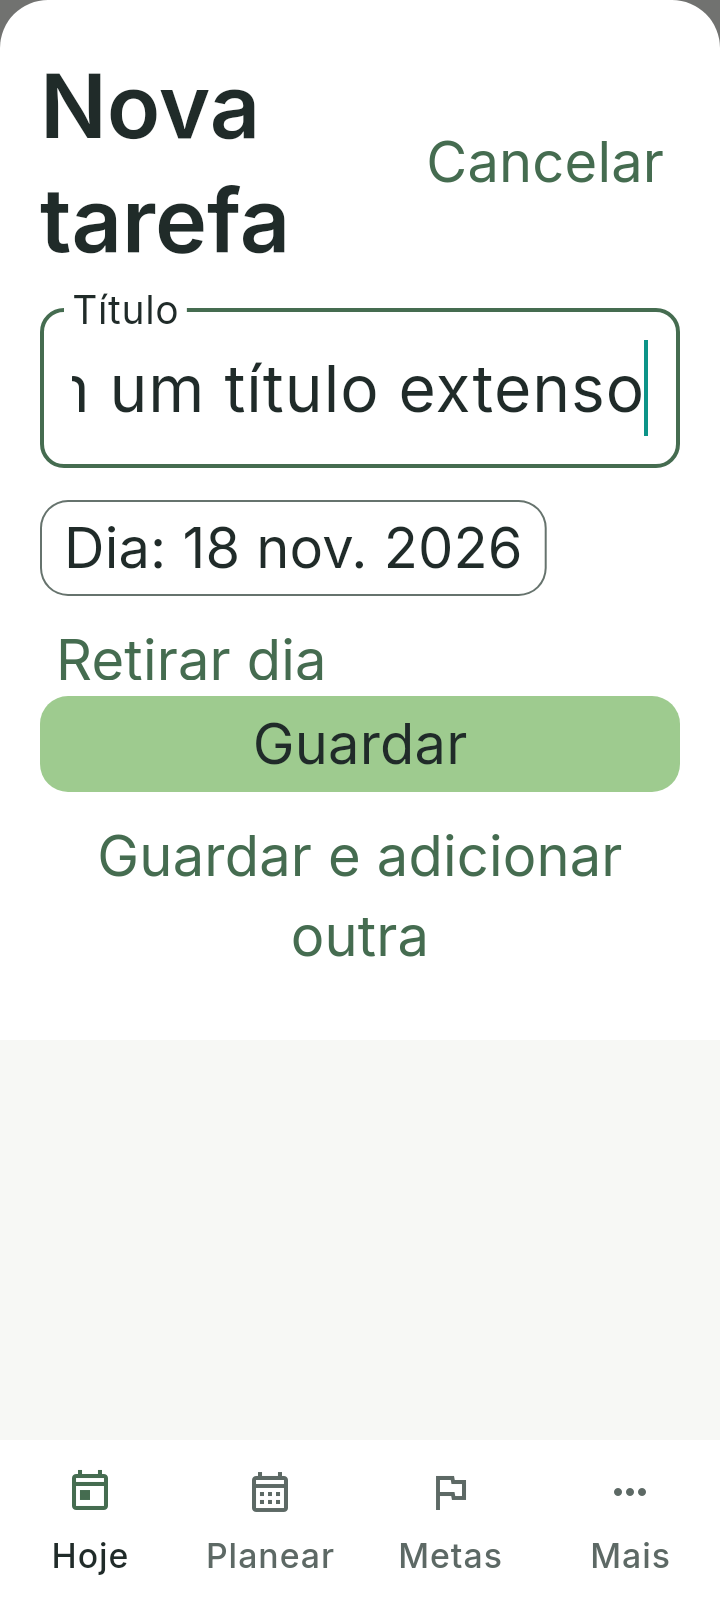 Nova
tarefa
Cancelar
Título
um título extenso
Dia: 18 nov. 2026
Retirar dia
Guardar
Guardar e adicionar
outra
Hoje
Planear
Metas
Mais